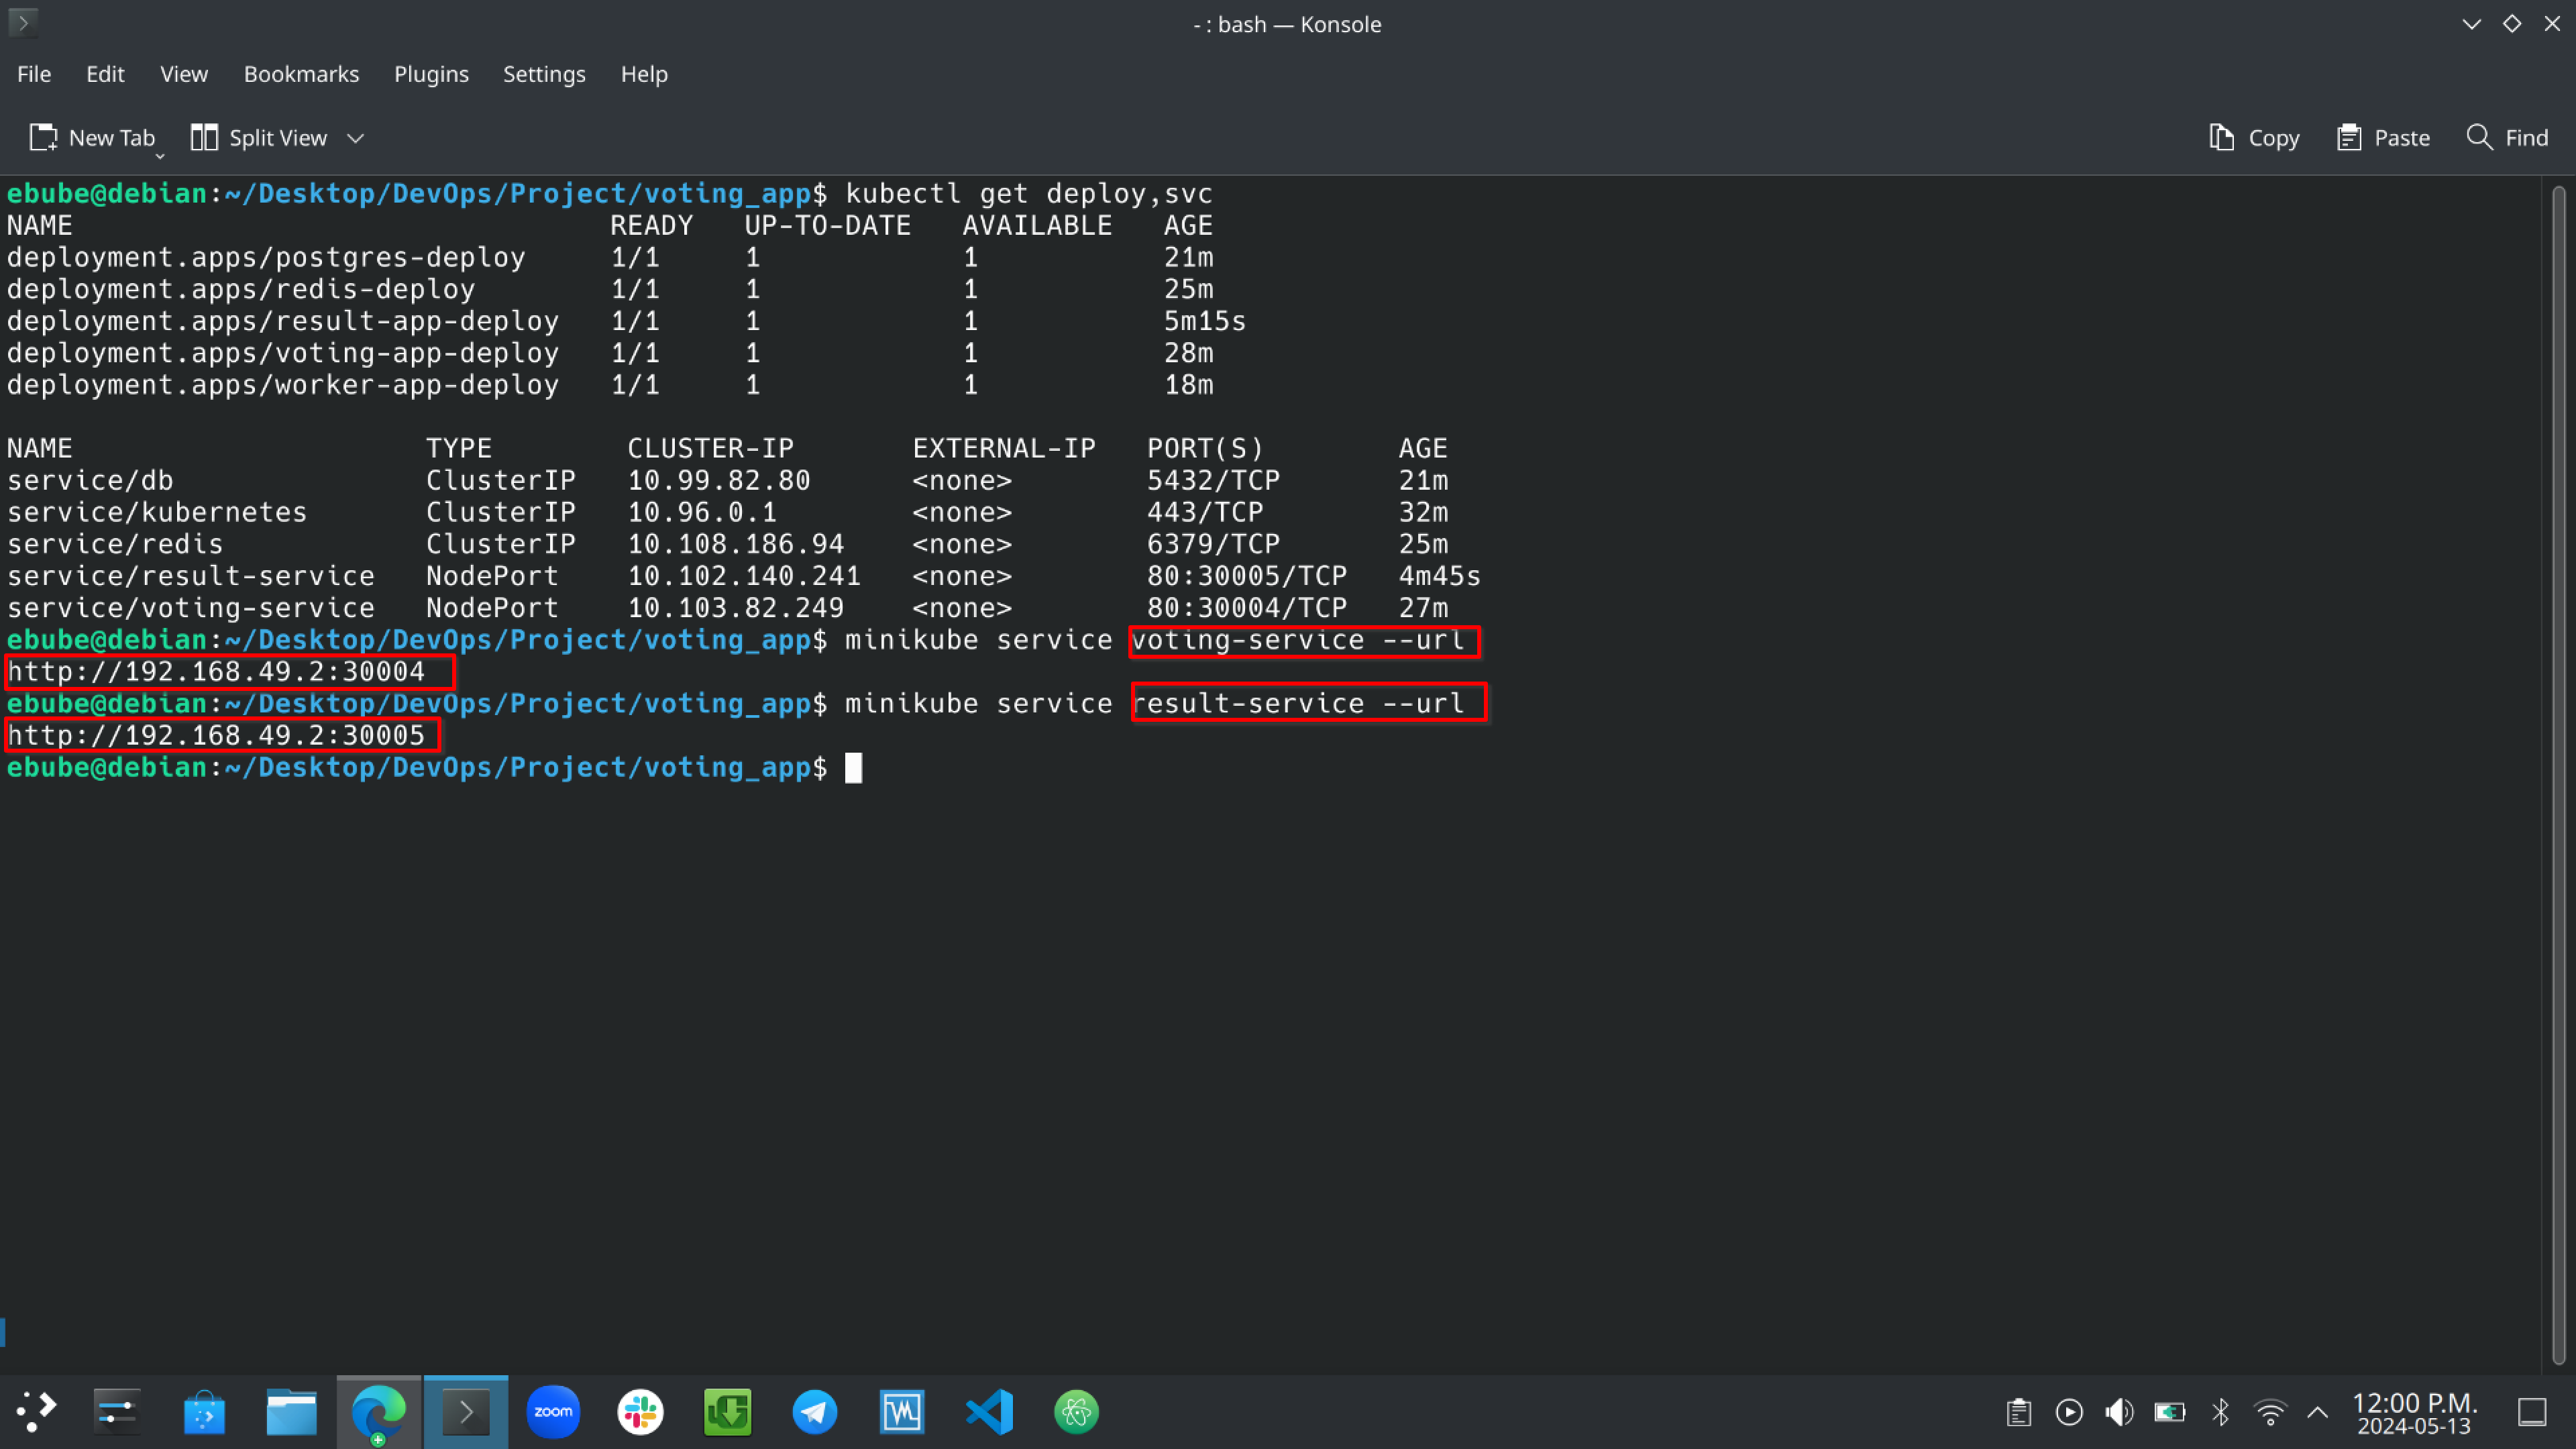 - : bash — Konsole
File Edit View Bookmarks Plugins Settings Help
New Tab Split View Copy Paste Find
ebube@debian:~/Desktop/DevOps/Project/voting_app$ kubectl get deploy,svc
NAME READY UP-TO-DATE AVAILABLE AGE
deployment.apps/postgres-deploy 1/1 1 1 21m
deployment.apps/redis-deploy 1/1 1 1 25m
deployment.apps/result-app-deploy 1/1 1 1 5m15s
deployment.apps/voting-app-deploy 1/1 1 1 28m
deployment.apps/worker-app-deploy 1/1 1 1 18m
NAME TYPE CLUSTER-IP EXTERNAL-IP PORT(S) AGE
service/db ClusterIP 10.99.82.80 <none> 5432/TCP 21m
service/kubernetes ClusterIP 10.96.0.1 <none> 443/TCP 32m
service/redis ClusterIP 10.108.186.94 <none> 6379/TCP 25m
service/result-service NodePort 10.102.140.241 <none> 80:30005/TCP 4m45s
service/voting-service NodePort 10.103.82.249 <none> 80:30004/TCP 27m
ebube@debian:~/Desktop/DevOps/Project/voting_app$ minikube service voting-service --url
http://192.168.49.2:30004
ebube@debian:~/Desktop/DevOps/Project/voting_app$ minikube service result-service --url
http://192.168.49.2:30005
ebube@debian:~/Desktop/DevOps/Project/voting_app$
zoom
12:00 P.M.
2024-05-13